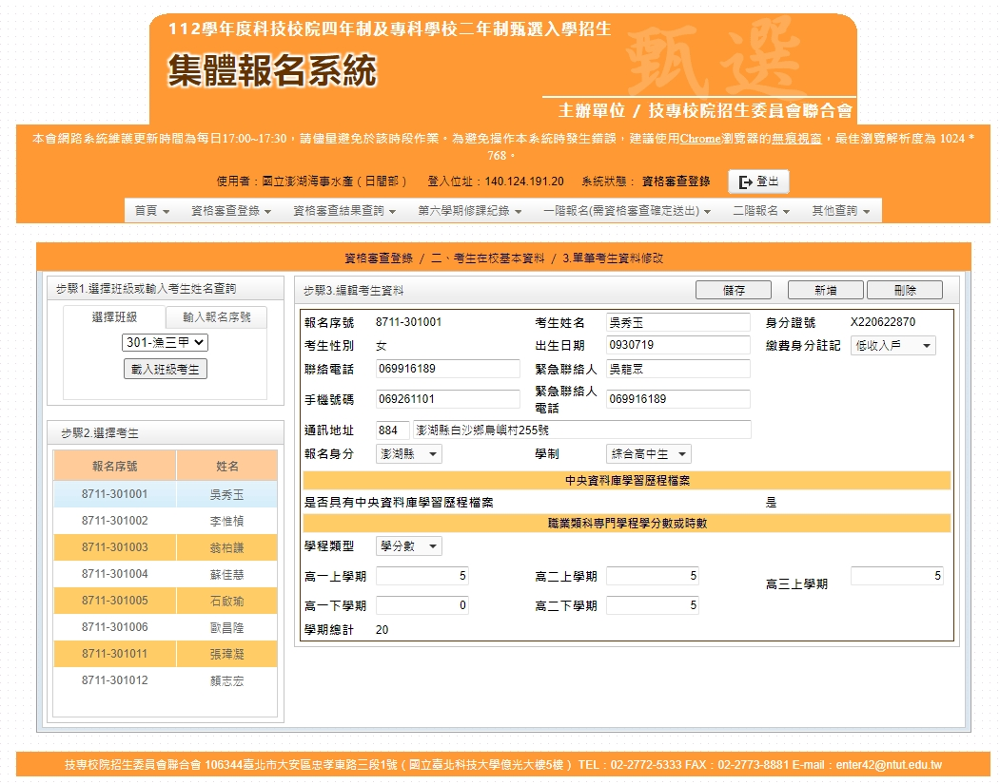 112學年度科技校院四年制及專科學校二年制甄選入學招生
甄選
集體報名系統
主辦單位 / 技專校院招生委員會聯合會
本會網路系統維護更新時間為每日17:00~17:30，請儘量避免於該時段作業。為避免操作本系統時發生錯誤，建議使用Chrome瀏覽器的無痕視窗，最佳瀏覽解析度為 1024 *
768。
使用者：國立澎湖海事水產（日間部） 登入位址：140.124.191.20 系統狀態： 資格審查登錄 登出
首頁 資格審查登錄 資格審查結果查詢 第六學期修課紀錄 一階報名(需資格審查確定送出) 二階報名 其他查詢
資格審查登錄 / 二、考生在校基本資料 / 3.單筆考生資料修改
步驟1.選擇班級或輸入考生姓名查詢
選擇班級 輸入報名序號
301-漁三甲
載入班級考生
步驟2.選擇考生
報名序號 姓名
8711-301001 吳秀玉
8711-301002 李惟楨
8711-301003 翁柏謙
8711-301004 蘇佳慧
8711-301005 石啟瑜
8711-301006 歐昌隆
8711-301011 張瑋凝
8711-301012 顏志宏
步驟3.編輯考生資料 儲存 新增 刪除
報名序號 8711-301001 考生姓名 吳秀玉 身分證號 X220622870
考生性別 女 出生日期 0930719 繳費身分註記 低收入戶
聯絡電話 069916189 緊急聯絡人 吳龍眾
手機號碼 069261101 緊急聯絡人電話 069916189
通訊地址 884 澎湖縣白沙鄉鳥嶼村255號
報名身分 澎湖縣 學制 綜合高中生
中央資料庫學習歷程檔案
是否具有中央資料庫學習歷程檔案 是
職業類科専門學程學分數或時數
學程類型 學分數
高一上學期 5 高二上學期 5 高三上學期 5
高一下學期 0 高二下學期 5
學期總計 20
技専校院招生委員會聯合會 106344臺北市大安區忠孝東路三段1號（國立臺北科技大學億光大樓5樓） TEL：02-2772-5333 FAX：02-2773-8881 E-mail：enter42@ntut.edu.tw